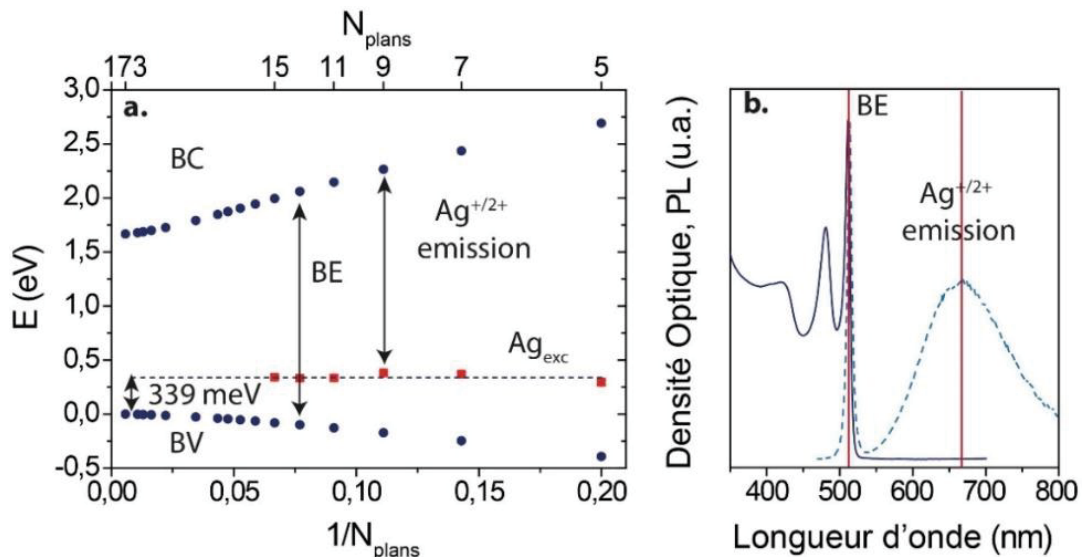 N_plans
173 15 11 9 7 5
3,0
a.
2,5
BC
2,0
Ag^+/2+
emission
1,5
BE
E (eV)
1,0
0,5
Ag_exc
339 meV
0,0
BV
-0,5
0,00 0,05 0,10 0,15 0,20
1/N_plans
b.
BE
Ag^+/2+
emission
Densité Optique, PL (u.a.)
400 500 600 700 800
Longueur d'onde (nm)